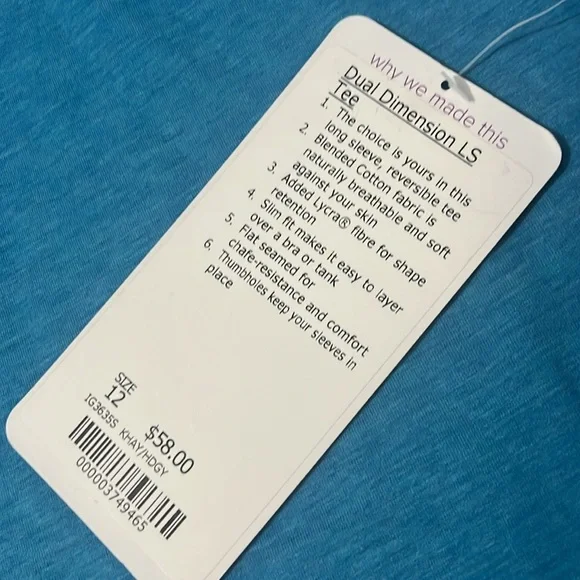 why we made this
Dual Dimension LS
Tee
1. The choice is yours in this
long sleeve, reversible tee
2. Blended Cotton fabric is
naturally breathable and soft
against your skin
3. Added Lycra® fibre for shape
retention
4. Slim fit makes it easy to layer
over a bra or tank
5. Flat seamed for
chafe-resistance and comfort
6. Thumbholes keep your sleeves in
place
SIZE
12
$58.00
IG3635S KHAY/HDGY
000003749465